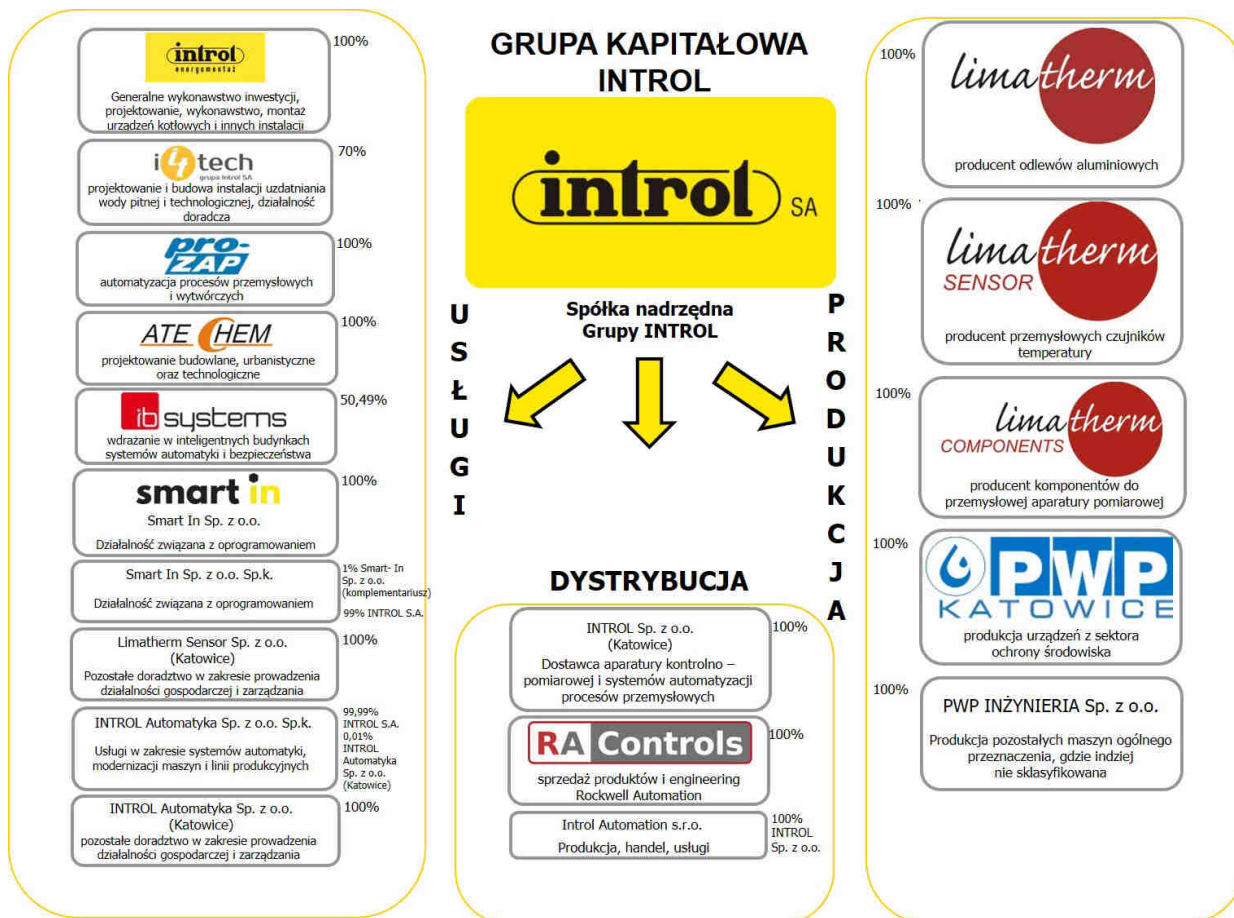 GRUPA KAPITAŁOWA
INTROL
introl SA
Spółka nadrzędna
Grupy INTROL
USŁUGI
introl
energomontaż
100%
Generalne wykonawstwo inwestycji,
projektowanie, wykonawstwo, montaż
urządzeń kotłowych i innych instalacji
i4tech
grupa Introl SA
70%
projektowanie i budowa instalacji uzdatniania
wody pitnej i technologicznej, działalność
doradcza
pro-
ZAP
100%
automatyzacja procesów przemysłowych
i wytwórczych
ATECHEM
100%
projektowanie budowlane, urbanistyczne
oraz technologiczne
ib systems
50,49%
wdrażanie w inteligentnych budynkach
systemów automatyki i bezpieczeństwa
smart in
100%
Smart In Sp. z o.o.
Działalność związana z oprogramowaniem
Smart In Sp. z o.o. Sp.k.
Działalność związana z oprogramowaniem
1% Smart- In
Sp. z o.o.
(komplementariusz)
99% INTROL S.A.
Limatherm Sensor Sp. z o.o.
(Katowice)
100%
Pozostałe doradztwo w zakresie prowadzenia
działalności gospodarczej i zarządzania
INTROL Automatyka Sp. z o.o. Sp.k.
Usługi w zakresie systemów automatyki,
modernizacji maszyn i linii produkcyjnych
99,99%
INTROL S.A.
0,01%
INTROL
Automatyka
Sp. z o.o.
(Katowice)
INTROL Automatyka Sp. z o.o.
(Katowice)
100%
pozostałe doradztwo w zakresie prowadzenia
działalności gospodarczej i zarządzania
DYSTRYBUCJA
INTROL Sp. z o.o.
(Katowice)
100%
Dostawca aparatury kontrolno –
pomiarowej i systemów automatyzacji
procesów przemysłowych
RA Controls
100%
sprzedaż produktów i engineering
Rockwell Automation
Introl Automation s.r.o.
Produkcja, handel, usługi
100%
INTROL
Sp. z o.o.
PRODUKCJA
100%
limatherm
producent odlewów aluminiowych
100%
limatherm
SENSOR
producent przemysłowych czujników
temperatury
100%
limatherm
COMPONENTS
producent komponentów do
przemysłowej aparatury pomiarowej
100%
PWP
KATOWICE
produkcja urządzeń z sektora
ochrony środowiska
100%
PWP INŻYNIERIA Sp. z o.o.
Produkcja pozostałych maszyn ogólnego
przeznaczenia, gdzie indziej
nie sklasyfikowana